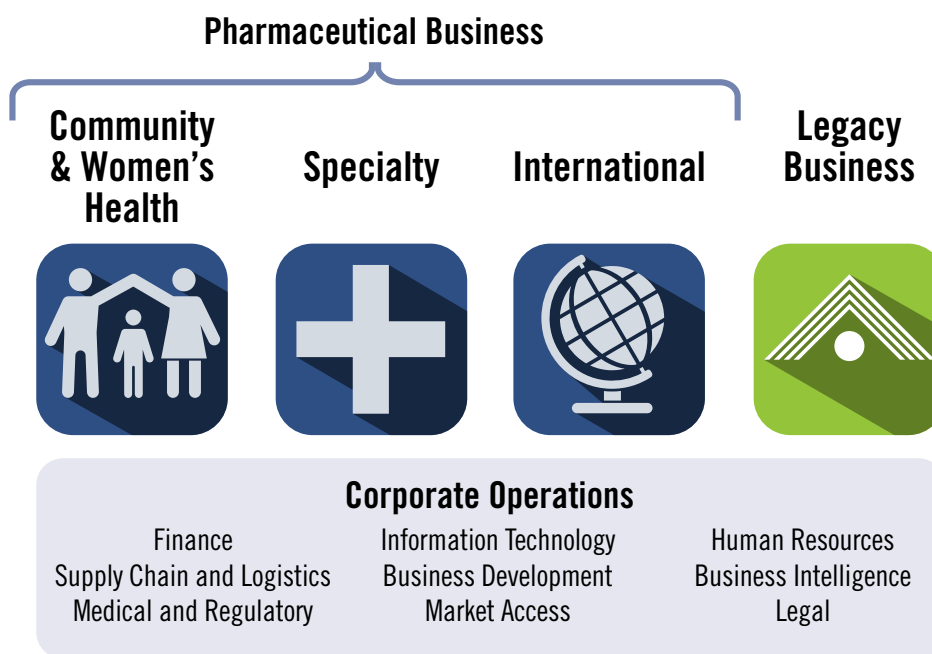 Pharmaceutical Business
Community
& Women's
Health
Specialty
International
Legacy
Business
Corporate Operations
Finance
Supply Chain and Logistics
Medical and Regulatory
Information Technology
Business Development
Market Access
Human Resources
Business Intelligence
Legal